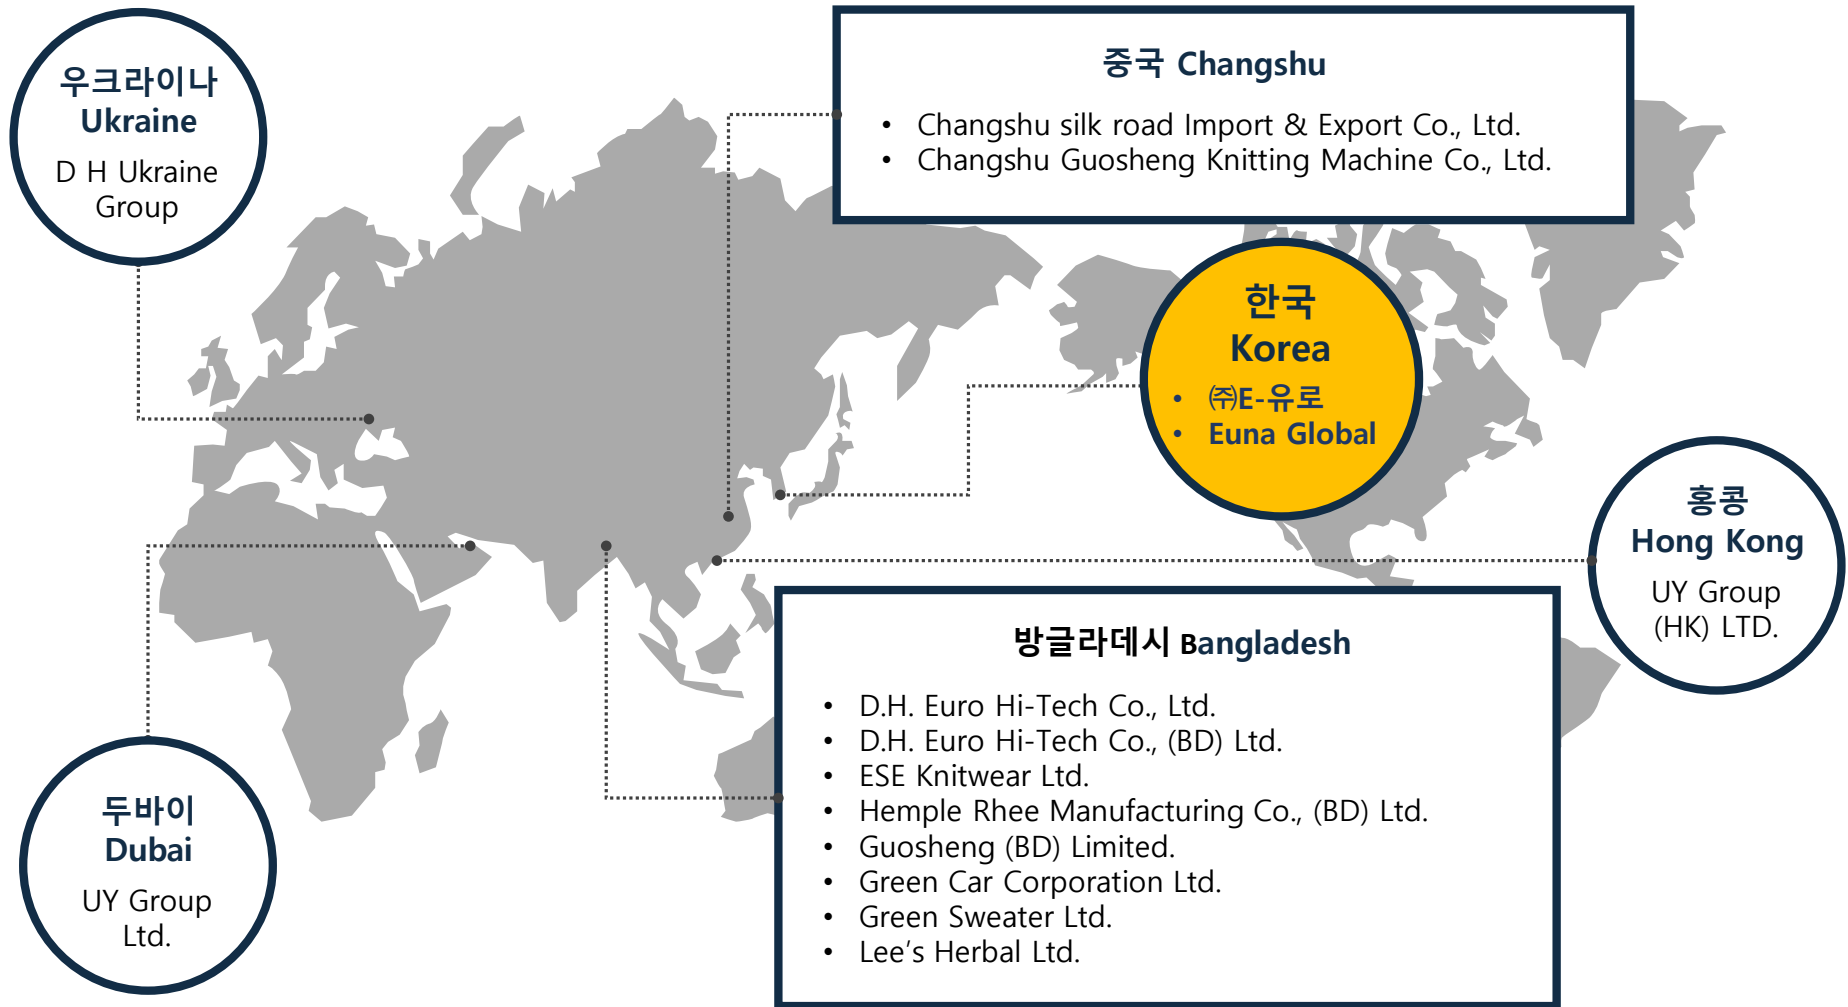 우크라이나
Ukraine
D H Ukraine
Group
중국 Changshu
• Changshu silk road Import & Export Co., Ltd.
• Changshu Guosheng Knitting Machine Co., Ltd.
한국
Korea
• ㈜E-유로
• Euna Global
홍콩
Hong Kong
UY Group
(HK) LTD.
방글라데시 Bangladesh
• D.H. Euro Hi-Tech Co., Ltd.
• D.H. Euro Hi-Tech Co., (BD) Ltd.
• ESE Knitwear Ltd.
• Hemple Rhee Manufacturing Co., (BD) Ltd.
• Guosheng (BD) Limited.
• Green Car Corporation Ltd.
• Green Sweater Ltd.
• Lee’s Herbal Ltd.
두바이
Dubai
UY Group
Ltd.